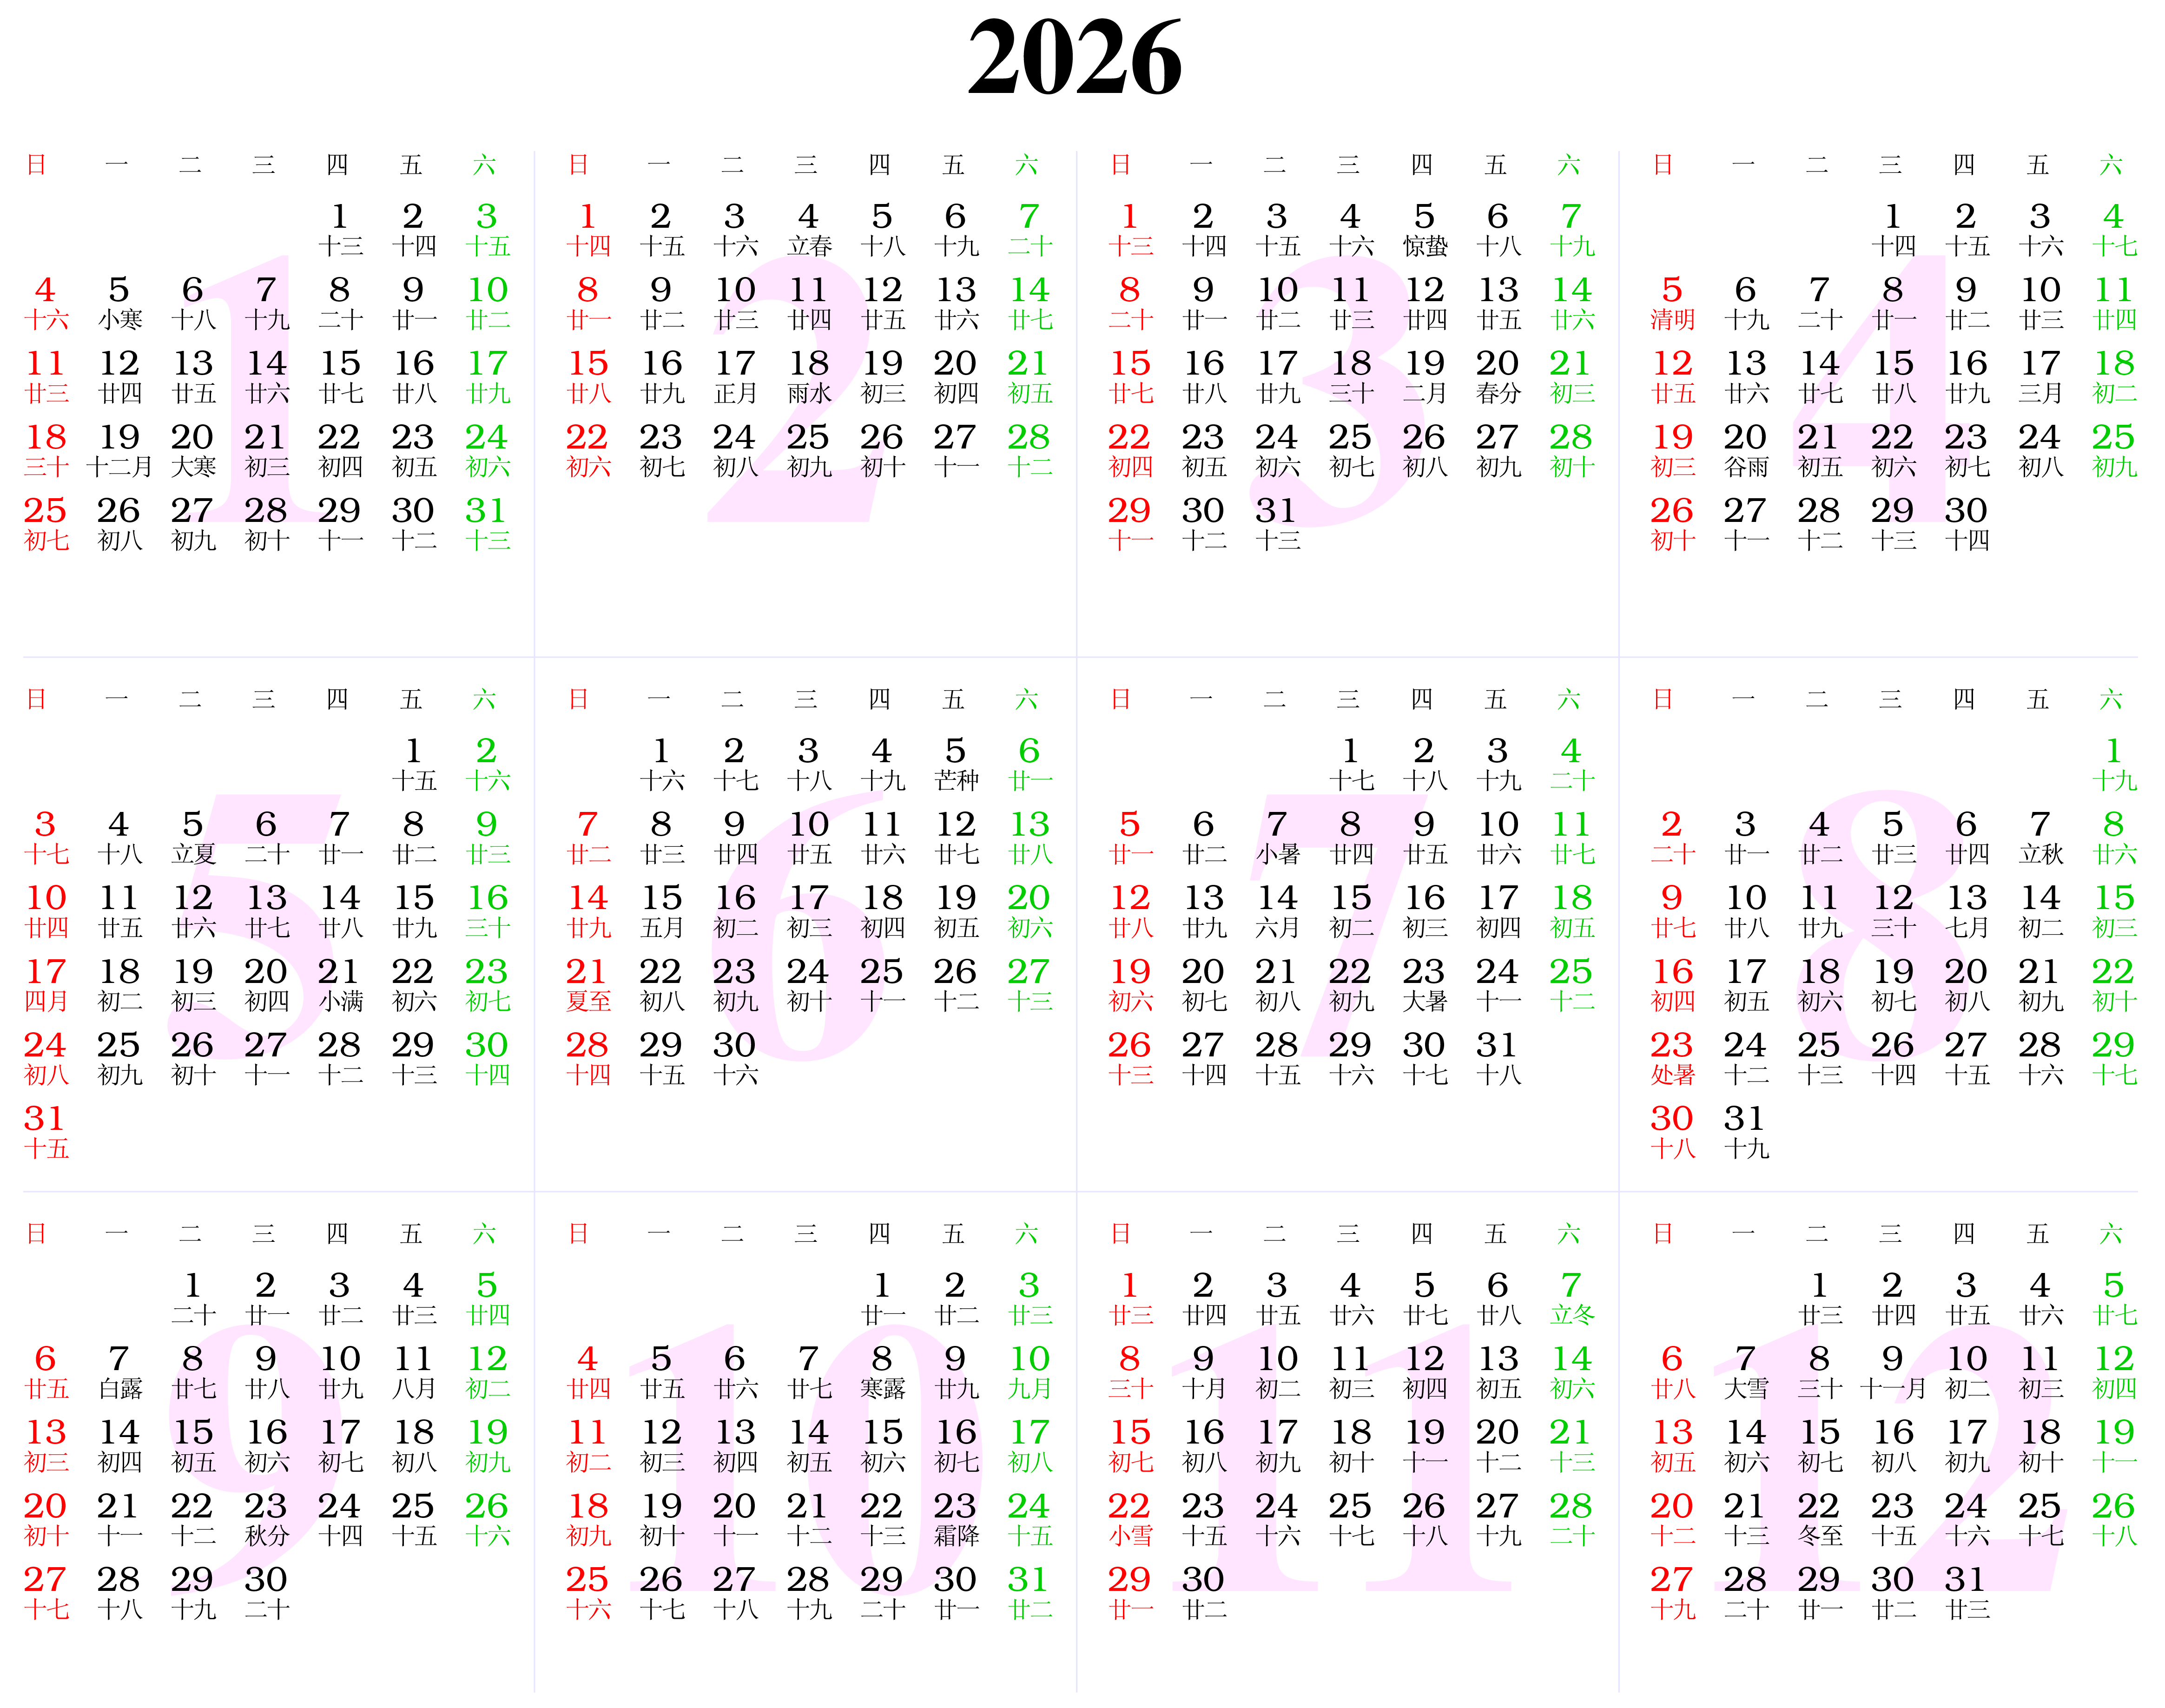 2026
1
日 一 二 三 四 五 六
1 2 3
十三 十四 十五
4 5 6 7 8 9 10
十六 小寒 十八 十九 二十 廿一 廿二
11 12 13 14 15 16 17
廿三 廿四 廿五 廿六 廿七 廿八 廿九
18 19 20 21 22 23 24
三十 十二月 大寒 初三 初四 初五 初六
25 26 27 28 29 30 31
初七 初八 初九 初十 十一 十二 十三
2
日 一 二 三 四 五 六
1 2 3 4 5 6 7
十四 十五 十六 立春 十八 十九 二十
8 9 10 11 12 13 14
廿一 廿二 廿三 廿四 廿五 廿六 廿七
15 16 17 18 19 20 21
廿八 廿九 正月 雨水 初三 初四 初五
22 23 24 25 26 27 28
初六 初七 初八 初九 初十 十一 十二
3
日 一 二 三 四 五 六
1 2 3 4 5 6 7
十三 十四 十五 十六 惊蛰 十八 十九
8 9 10 11 12 13 14
二十 廿一 廿二 廿三 廿四 廿五 廿六
15 16 17 18 19 20 21
廿七 廿八 廿九 三十 二月 春分 初三
22 23 24 25 26 27 28
初四 初五 初六 初七 初八 初九 初十
29 30 31
十一 十二 十三
4
日 一 二 三 四 五 六
1 2 3 4
十四 十五 十六 十七
5 6 7 8 9 10 11
清明 十九 二十 廿一 廿二 廿三 廿四
12 13 14 15 16 17 18
廿五 廿六 廿七 廿八 廿九 三月 初二
19 20 21 22 23 24 25
初三 谷雨 初五 初六 初七 初八 初九
26 27 28 29 30
初十 十一 十二 十三 十四
5
日 一 二 三 四 五 六
1 2
十五 十六
3 4 5 6 7 8 9
十七 十八 立夏 二十 廿一 廿二 廿三
10 11 12 13 14 15 16
廿四 廿五 廿六 廿七 廿八 廿九 三十
17 18 19 20 21 22 23
四月 初二 初三 初四 小满 初六 初七
24 25 26 27 28 29 30
初八 初九 初十 十一 十二 十三 十四
31
十五
6
日 一 二 三 四 五 六
1 2 3 4 5 6
十六 十七 十八 十九 芒种 廿一
7 8 9 10 11 12 13
廿二 廿三 廿四 廿五 廿六 廿七 廿八
14 15 16 17 18 19 20
廿九 五月 初二 初三 初四 初五 初六
21 22 23 24 25 26 27
夏至 初八 初九 初十 十一 十二 十三
28 29 30
十四 十五 十六
7
日 一 二 三 四 五 六
1 2 3 4
十七 十八 十九 二十
5 6 7 8 9 10 11
廿一 廿二 小暑 廿四 廿五 廿六 廿七
12 13 14 15 16 17 18
廿八 廿九 六月 初二 初三 初四 初五
19 20 21 22 23 24 25
初六 初七 初八 初九 大暑 十一 十二
26 27 28 29 30 31
十三 十四 十五 十六 十七 十八
8
日 一 二 三 四 五 六
1
十九
2 3 4 5 6 7 8
二十 廿一 廿二 廿三 廿四 立秋 廿六
9 10 11 12 13 14 15
廿七 廿八 廿九 三十 七月 初二 初三
16 17 18 19 20 21 22
初四 初五 初六 初七 初八 初九 初十
23 24 25 26 27 28 29
处暑 十二 十三 十四 十五 十六 十七
30 31
十八 十九
9
日 一 二 三 四 五 六
1 2 3 4 5
二十 廿一 廿二 廿三 廿四
6 7 8 9 10 11 12
廿五 白露 廿七 廿八 廿九 八月 初二
13 14 15 16 17 18 19
初三 初四 初五 初六 初七 初八 初九
20 21 22 23 24 25 26
初十 十一 十二 秋分 十四 十五 十六
27 28 29 30
十七 十八 十九 二十
10
日 一 二 三 四 五 六
1 2 3
廿一 廿二 廿三
4 5 6 7 8 9 10
廿四 廿五 廿六 廿七 寒露 廿九 九月
11 12 13 14 15 16 17
初二 初三 初四 初五 初六 初七 初八
18 19 20 21 22 23 24
初九 初十 十一 十二 十三 霜降 十五
25 26 27 28 29 30 31
十六 十七 十八 十九 二十 廿一 廿二
11
日 一 二 三 四 五 六
1 2 3 4 5 6 7
廿三 廿四 廿五 廿六 廿七 廿八 立冬
8 9 10 11 12 13 14
三十 十月 初二 初三 初四 初五 初六
15 16 17 18 19 20 21
初七 初八 初九 初十 十一 十二 十三
22 23 24 25 26 27 28
小雪 十五 十六 十七 十八 十九 二十
29 30
廿一 廿二
12
日 一 二 三 四 五 六
1 2 3 4 5
廿三 廿四 廿五 廿六 廿七
6 7 8 9 10 11 12
廿八 大雪 三十 十一月 初二 初三 初四
13 14 15 16 17 18 19
初五 初六 初七 初八 初九 初十 十一
20 21 22 23 24 25 26
十二 十三 冬至 十五 十六 十七 十八
27 28 29 30 31
十九 二十 廿一 廿二 廿三